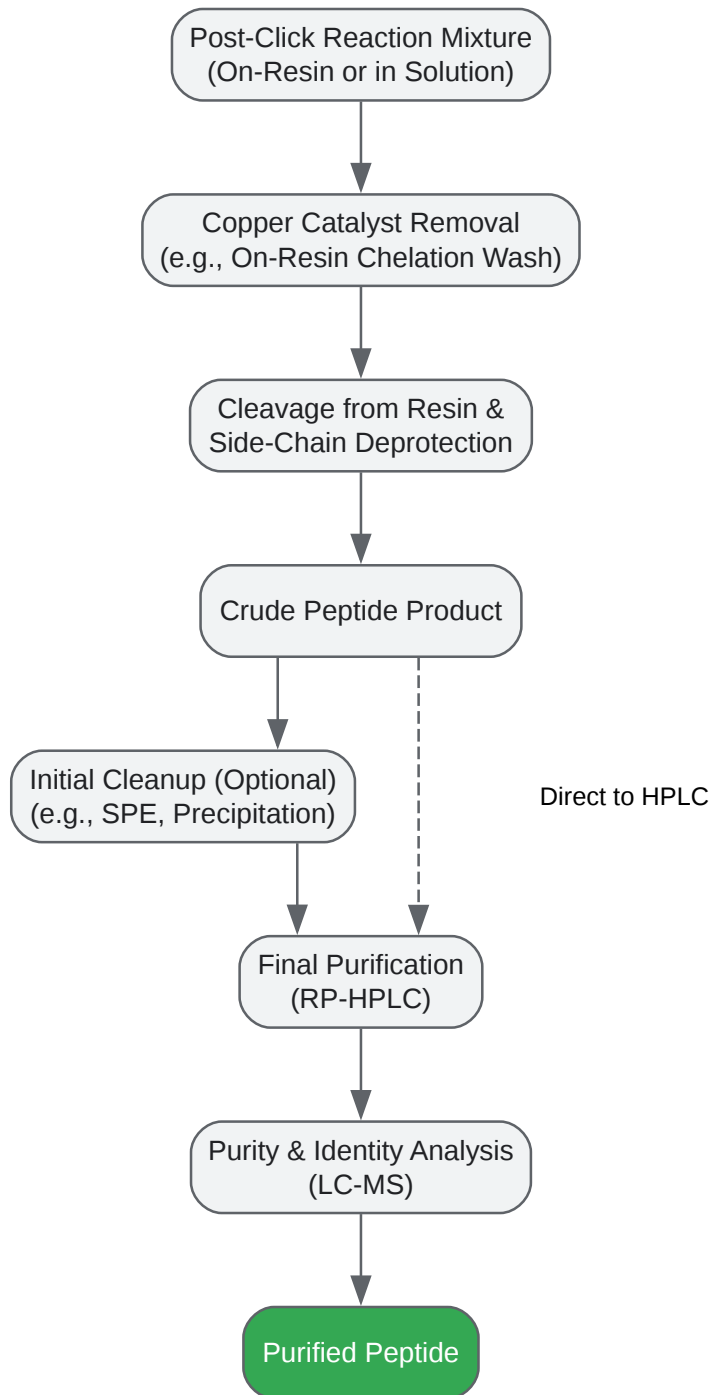 Post-Click Reaction Mixture
(On-Resin or in Solution)
Copper Catalyst Removal
(e.g., On-Resin Chelation Wash)
Cleavage from Resin &
Side-Chain Deprotection
Crude Peptide Product
Initial Cleanup (Optional)
(e.g., SPE, Precipitation)
Direct to HPLC
Final Purification
(RP-HPLC)
Purity & Identity Analysis
(LC-MS)
Purified Peptide